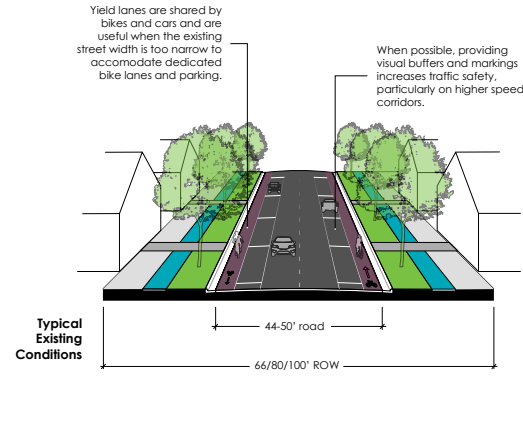 Yield lanes are shared by
bikes and cars and are
useful when the existing
street width is too narrow to
accomodate dedicated
bike lanes and parking.
When possible, providing
visual buffers and markings
increases traffic safety,
particularly on higher speed
corridors.
Typical
Existing
Conditions
44-50' road
66/80/100' ROW